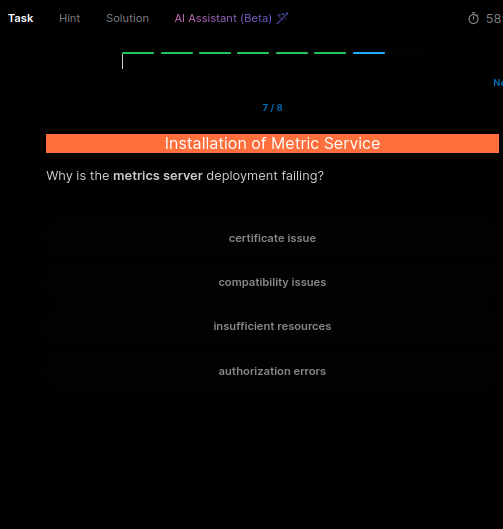 Task Hint Solution AI Assistant (Beta) 58
7 / 8
Installation of Metric Service
Why is the metrics server deployment failing?
certificate issue
compatibility issues
insufficient resources
authorization errors